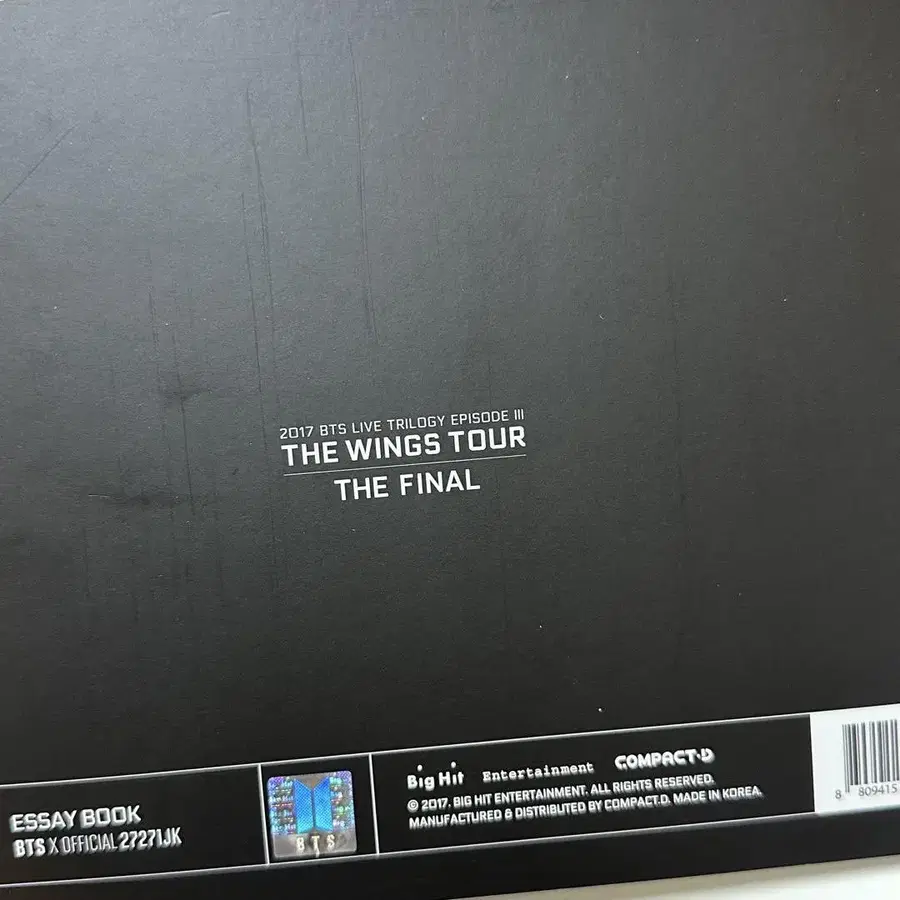 2017 BTS LIVE TRILOGY EPISODE III
THE WINGS TOUR
THE FINAL
ESSAY BOOK
BTS X OFFICIAL 27271JK
BTS
Big Hit Entertainment COMPACT·D
© 2017. BIG HIT ENTERTAINMENT. ALL RIGHTS RESERVED.
MANUFACTURED & DISTRIBUTED BY COMPACT.D. MADE IN KOREA.
8 809415